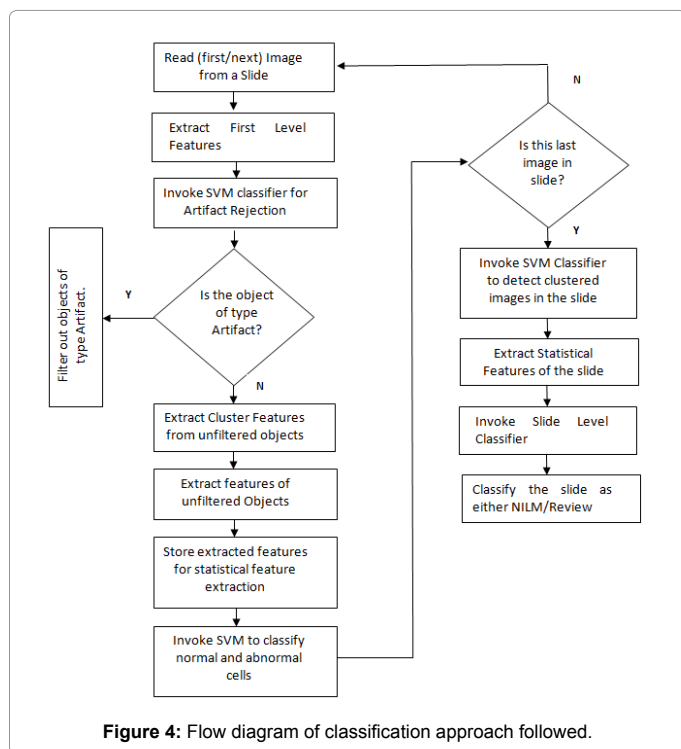 Read (first/next) Image
from a Slide
Extract First Level
Features
Invoke SVM classifier for
Artifact Rejection
Is the object
of type
Artifact?
Y
Filter out objects of
type Artifact.
N
Extract Cluster Features
from unfiltered objects
Extract features of
unfiltered Objects
Store extracted features
for statistical feature
extraction
Invoke SVM to classify
normal and abnormal
cells
N
Is this last
image in
slide?
Y
Invoke SVM Classifier
to detect clustered
images in the slide
Extract Statistical
Features of the slide
Invoke Slide Level
Classifier
Classify the slide as
either NILM/Review
Figure 4: Flow diagram of classification approach followed.